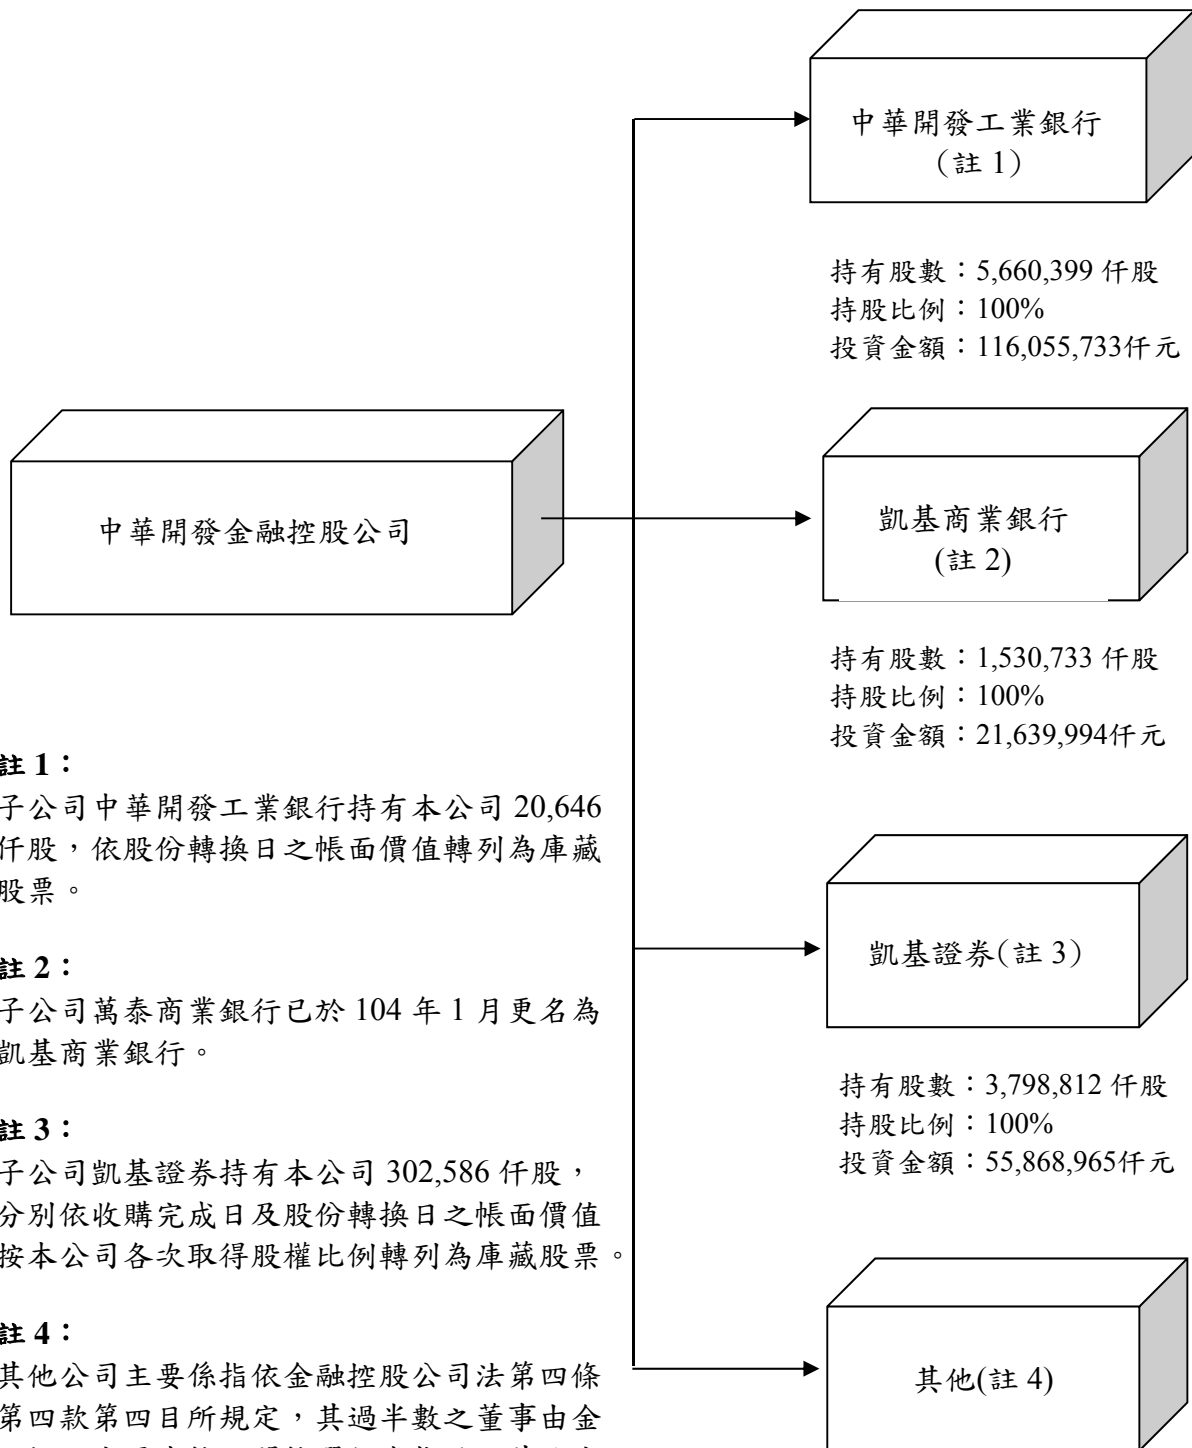 中華開發工業銀行
(註 1)
持有股數：5,660,399 仟股
持股比例：100%
投資金額：116,055,733仟元
中華開發金融控股公司
凱基商業銀行
(註 2)
持有股數：1,530,733 仟股
持股比例：100%
投資金額：21,639,994仟元
凱基證券(註 3)
持有股數：3,798,812 仟股
持股比例：100%
投資金額：55,868,965仟元
其他(註 4)
註 1：
子公司中華開發工業銀行持有本公司 20,646
仟股，依股份轉換日之帳面價值轉列為庫藏
股票。
註 2：
子公司萬泰商業銀行已於 104 年 1 月更名為
凱基商業銀行。
註 3：
子公司凱基證券持有本公司 302,586 仟股，
分別依收購完成日及股份轉換日之帳面價值
按本公司各次取得股權比例轉列為庫藏股票。
註 4：
其他公司主要係指依金融控股公司法第四條
第四款第四目所規定，其過半數之董事由金